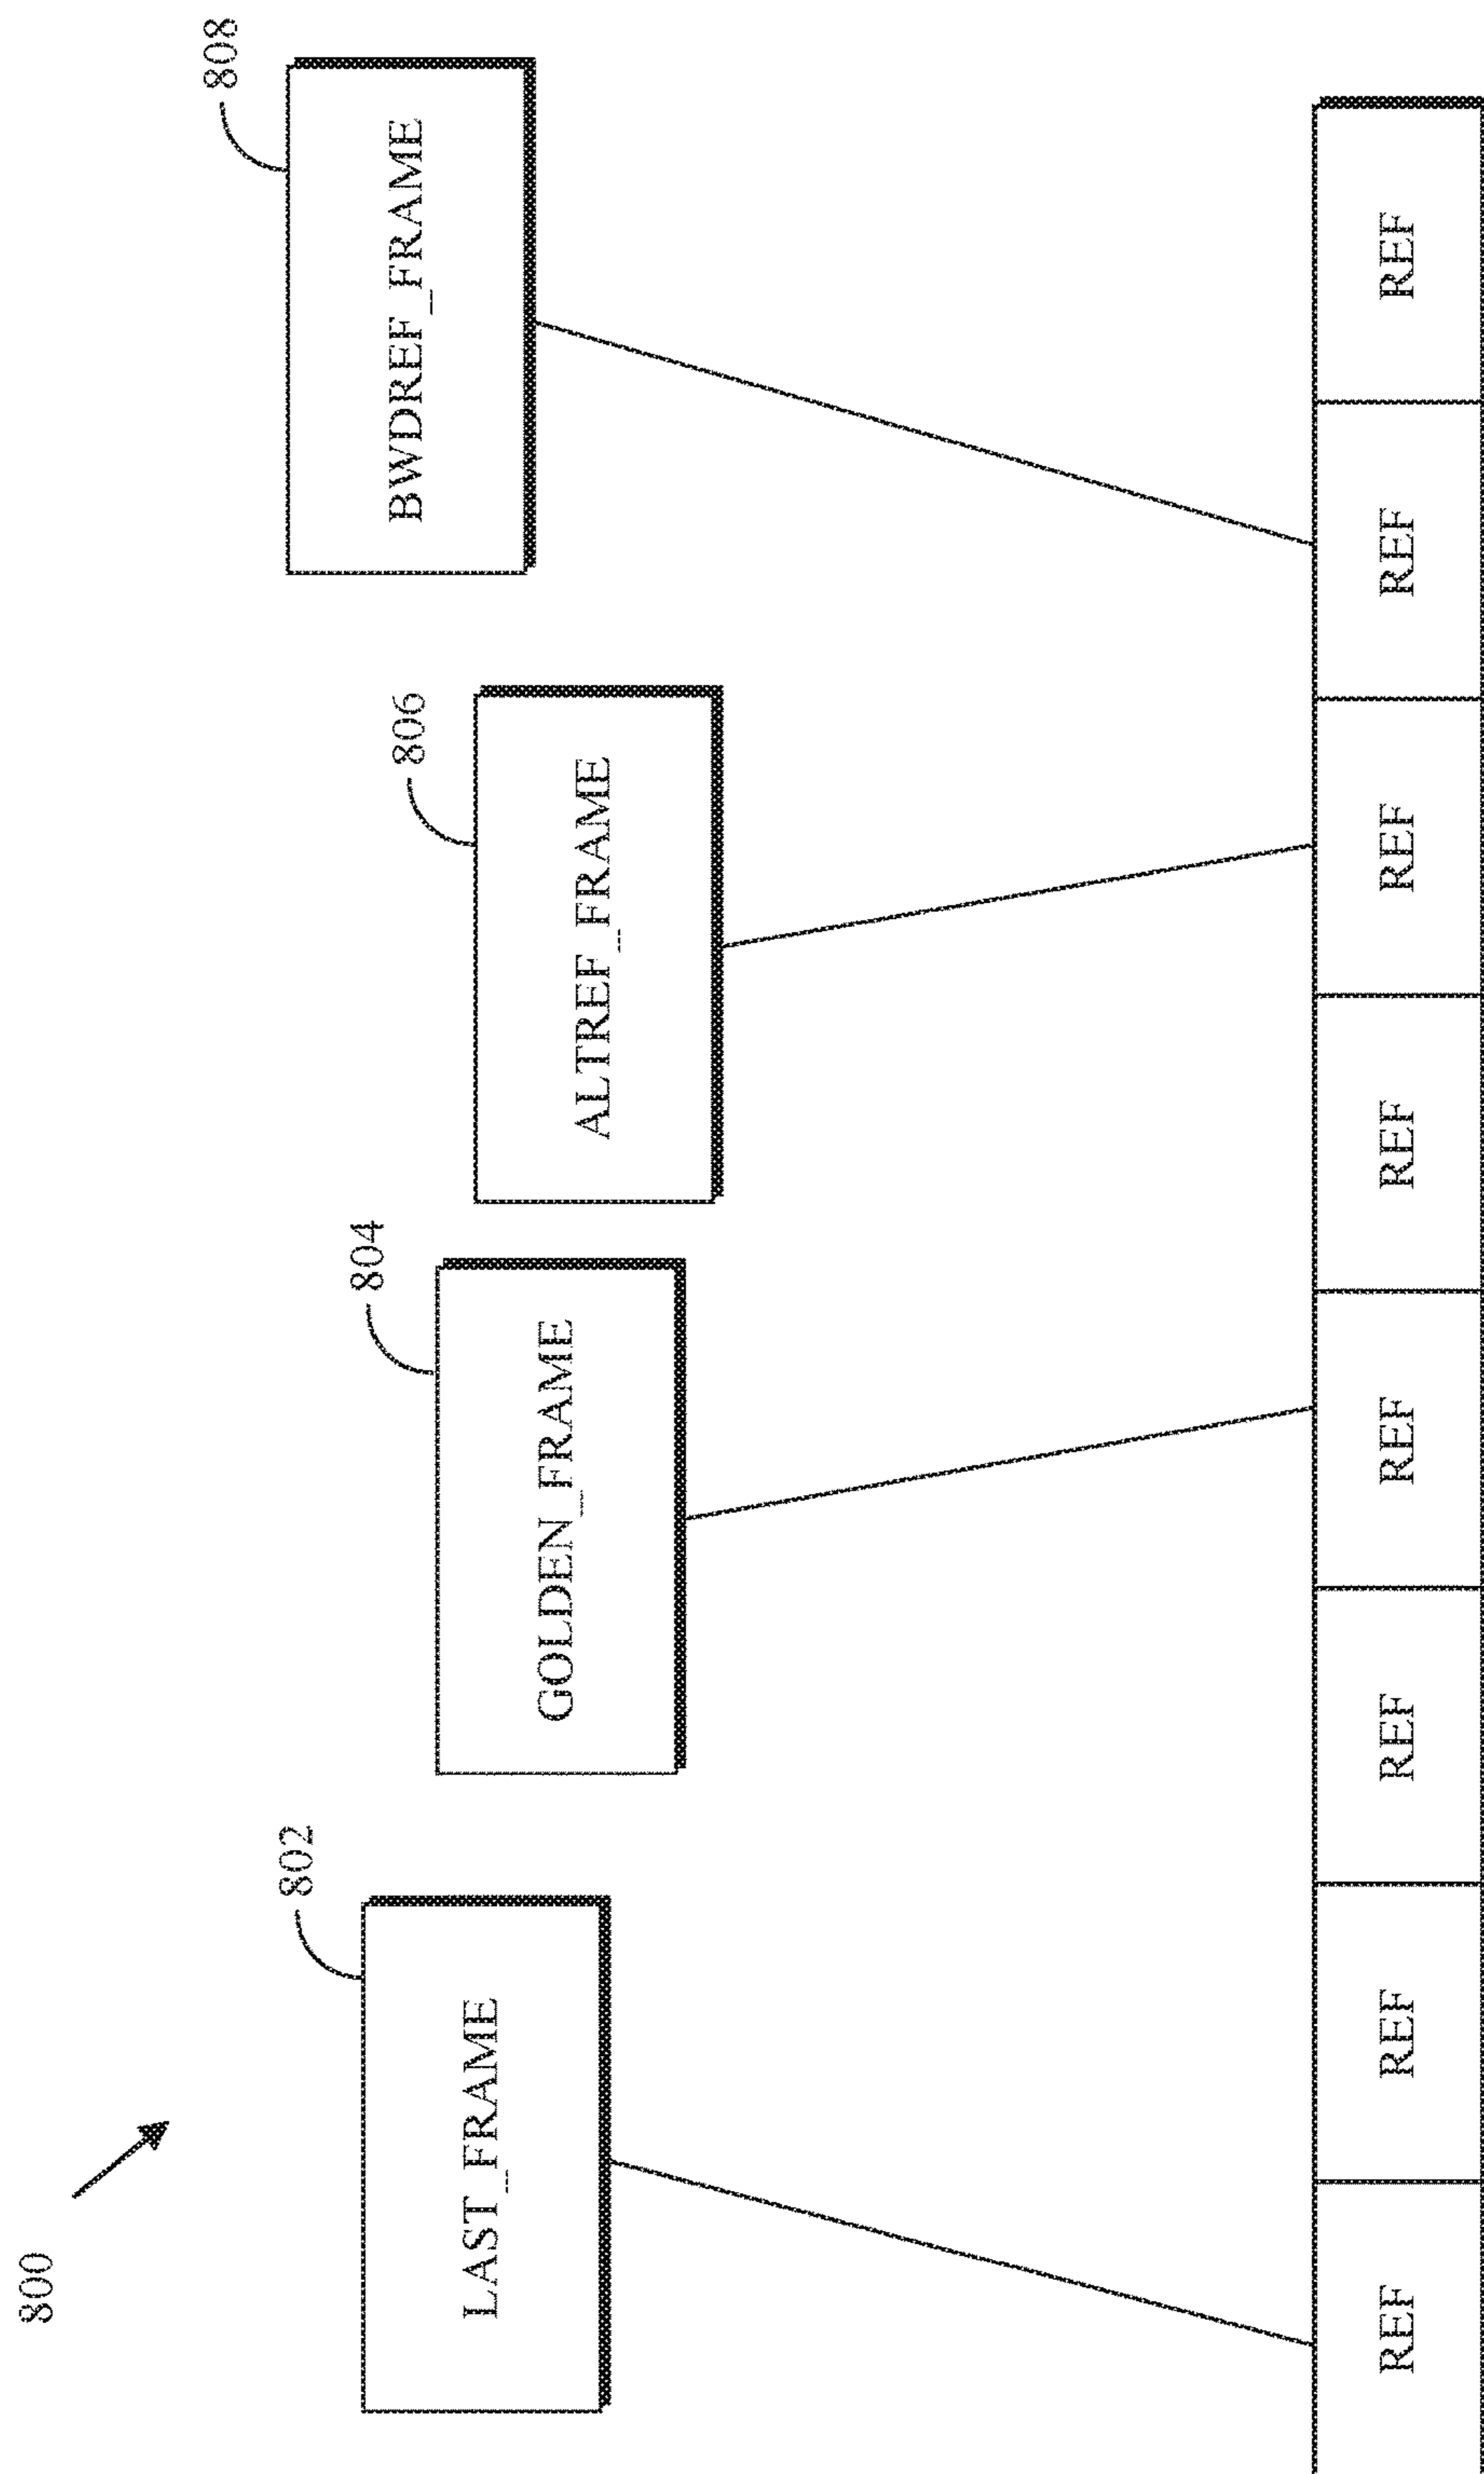 800
802
LAST_FRAME
804
GOLDEN_FRAME
806
ALTREF_FRAME
808
BWDREF_FRAME
REF
REF
REF
REF
REF
REF
REF
REF